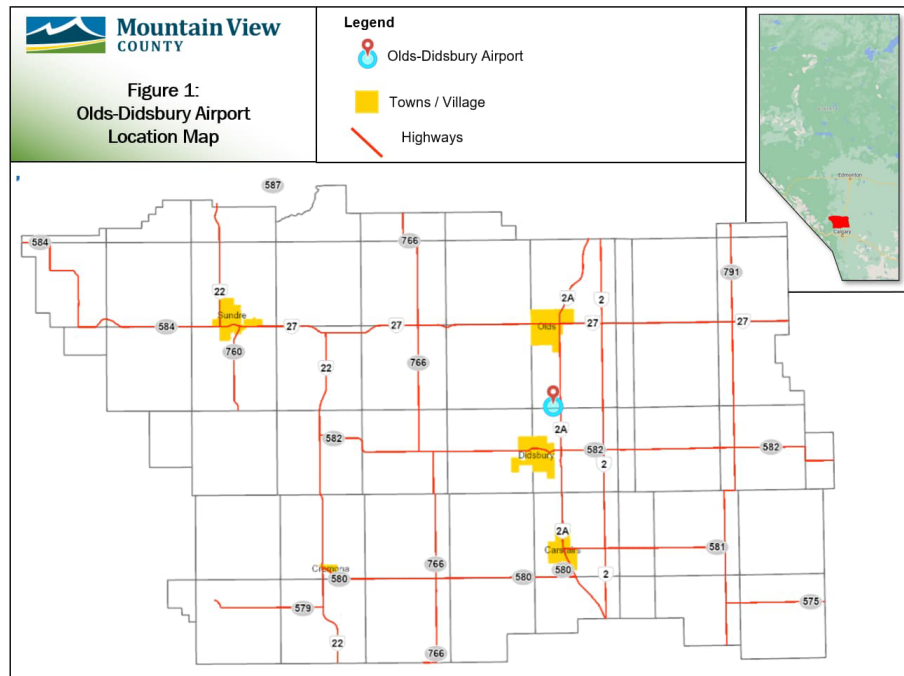 Mountain View
COUNTY
Figure 1:
Olds-Didsbury Airport
Location Map
Legend
Olds-Didsbury Airport
Towns / Village
Highways
Edmonton
Calgary
587
584
766
791
22
2A
2
Sundre
Olds
584
27
27
27
27
760
22
766
2A
582
582
582
Didsbury
2
2A
Carstairs
581
766
Cremona
580
580
580
2
579
575
22
766